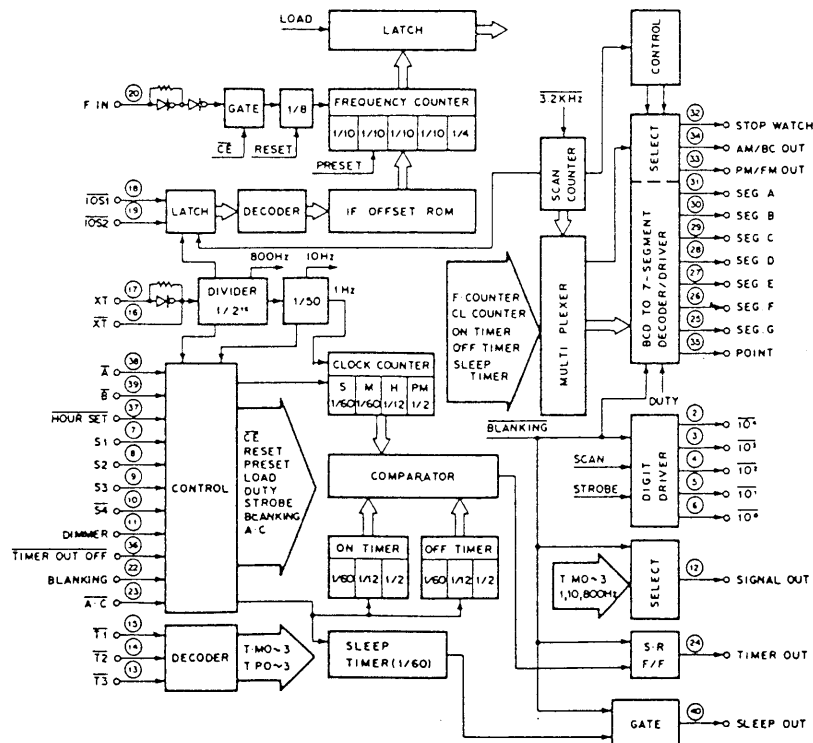 LOAD
LATCH
CONTROL
20
F IN
GATE
1/8
FREQUENCY COUNTER
1/10 1/10 1/10 1/10 1/4
CE
RESET
PRESET
3.2KHz
SCAN COUNTER
SELECT
32 STOP WATCH
34 AM/BC OUT
33 PM/FM OUT
31 SEG A
30 SEG B
29 SEG C
28 SEG D
27 SEG E
26 SEG F
25 SEG G
35 POINT
BCD TO 7-SEGMENT
DECODER/DRIVER
DUTY
18
IOS1
19
IOS2
LATCH
DECODER
IF OFFSET ROM
800Hz
10Hz
1Hz
17
XT
16
XT
DIVIDER
1/50
F·COUNTER
CL COUNTER
ON TIMER
OFF TIMER
SLEEP
TIMER
MULTI PLEXER
BLANKING
CLOCK COUNTER
S M H PM
1/60 1/60 1/12 1/2
38
A
39
B
37
HOUR SET
7
S1
8
S2
9
S3
10
S4
11
DIMMER
36
TIMER OUT OFF
22
BLANKING
23
A·C
CONTROL
CE
RESET
PRESET
LOAD
DUTY
STROBE
BLANKING
A·C
COMPARATOR
SCAN
STROBE
DIGIT
DRIVER
2 10⁴
3 10³
4 10²
5 10¹
6 10⁰
ON TIMER
1/60 1/12 1/2
OFF TIMER
1/60 1/12 1/2
T·M0~3
1,10,800Hz
SELECT
12
SIGNAL OUT
15
T1
14
T2
13
T3
DECODER
T·M0~3
T·P0~3
SLEEP
TIMER(1/60)
S·R
F/F
24
TIMER OUT
GATE
40
SLEEP OUT